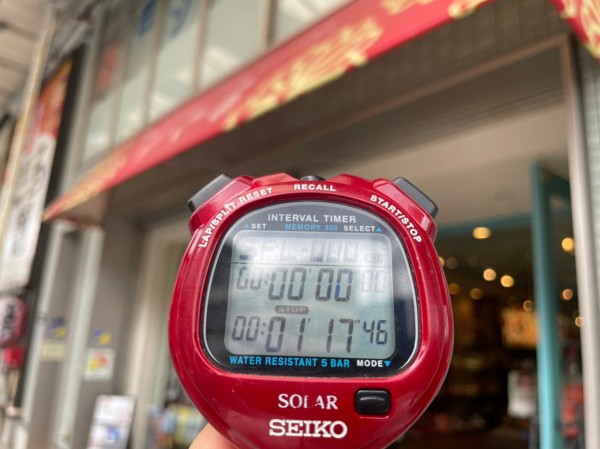 LAP/SPLIT RESET RECALL START/STOP
INTERVAL TIMER
▲SET MEMORY 300 SELECT▲
00:00'00 00
STOP
00:01'17"46
WATER RESISTANT 5 BAR MODE▼
SOLAR
SEIKO